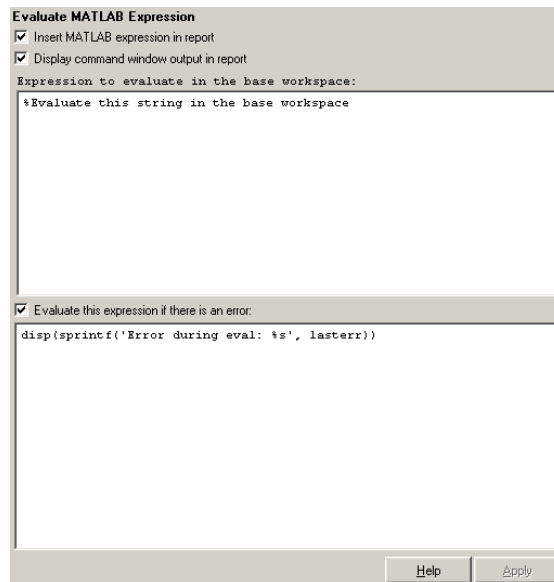 Evaluate MATLAB Expression
Insert MATLAB expression in report
Display command window output in report
Expression to evaluate in the base workspace:
%Evaluate this string in the base workspace
Evaluate this expression if there is an error:
disp(sprintf('Error during eval: %s', lasterr))
Help
Apply